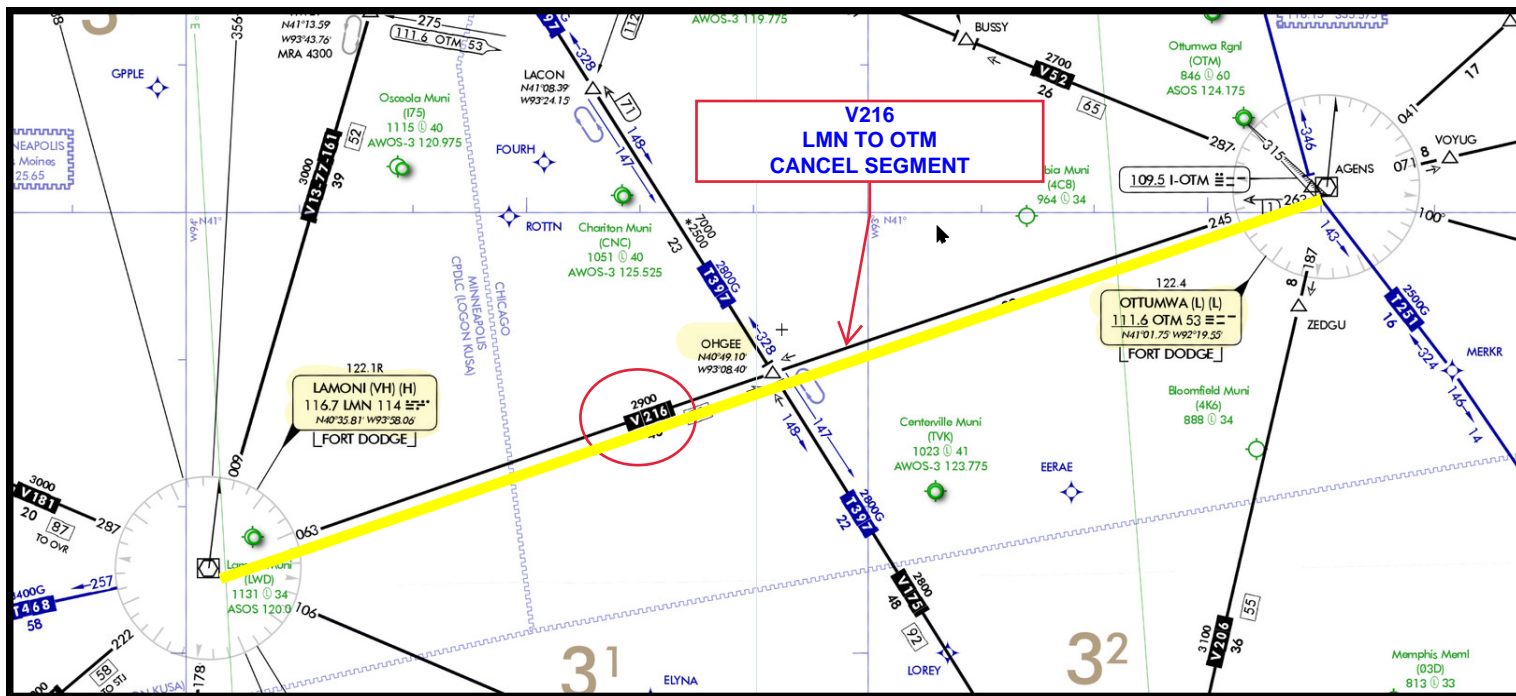 N41°13.59
W93°43.76
MRA 4300
356
275
111.6 OTM 53
GPPLE
328
112
AWOS-3 119.775
BUSSY
2700
V52
26
65
Ottumwa Rgnl
(OTM)
846 60
ASOS 124.175
17
041
LACON
N41°08.39
W93°24.15
71
148
147
Osceola Muni
(I75)
1115 40
AWOS-3 120.975
52
3000
V13-77-161
39
NEAPOLIS
Moines
25.65
FOURH
V216
LMN TO OTM
CANCEL SEGMENT
287
315
346
VOYUG
8
071
AGENS
109.5 I-OTM
bia Muni
(4C8)
964 34
263
245
100°
W94°
N41°
W93°
N41°
ROTTN
Chariton Muni
(CNC)
1051 40
AWOS-3 125.525
7000
*2500
23
2800G
T397
143
187
8
CHICAGO
MINNEAPOLIS
CPDLC (LOGON KUSA)
122.4
OTTUMWA (L) (L)
111.6 OTM 53
N41°01.75' W92°19.55'
FORT DODGE
ZEDGU
2500G
T251
16
324
MERKR
146
14
OHGEE
N40°49.10'
W93°08.40'
328
122.1R
LAMONI (VH) (H)
116.7 LMN 114
N40°35.81' W93°58.06'
FORT DODGE
2900
V216
148
147
Bloomfield Muni
(4K6)
888 34
Centerville Muni
(TVK)
1023 41
AWOS-3 123.775
EERAE
009
063
3000
V181
20
87
TO OVR
287
2800G
T397
22
Muni
(LWD)
1131 34
ASOS 120.0
257
T468
58
106
222
58
TO STJ
178
2800
V175
48
92
LOREY
3100
V206
36
55
3¹
3²
ELYNA
Memphis Meml
(03D)
813 33